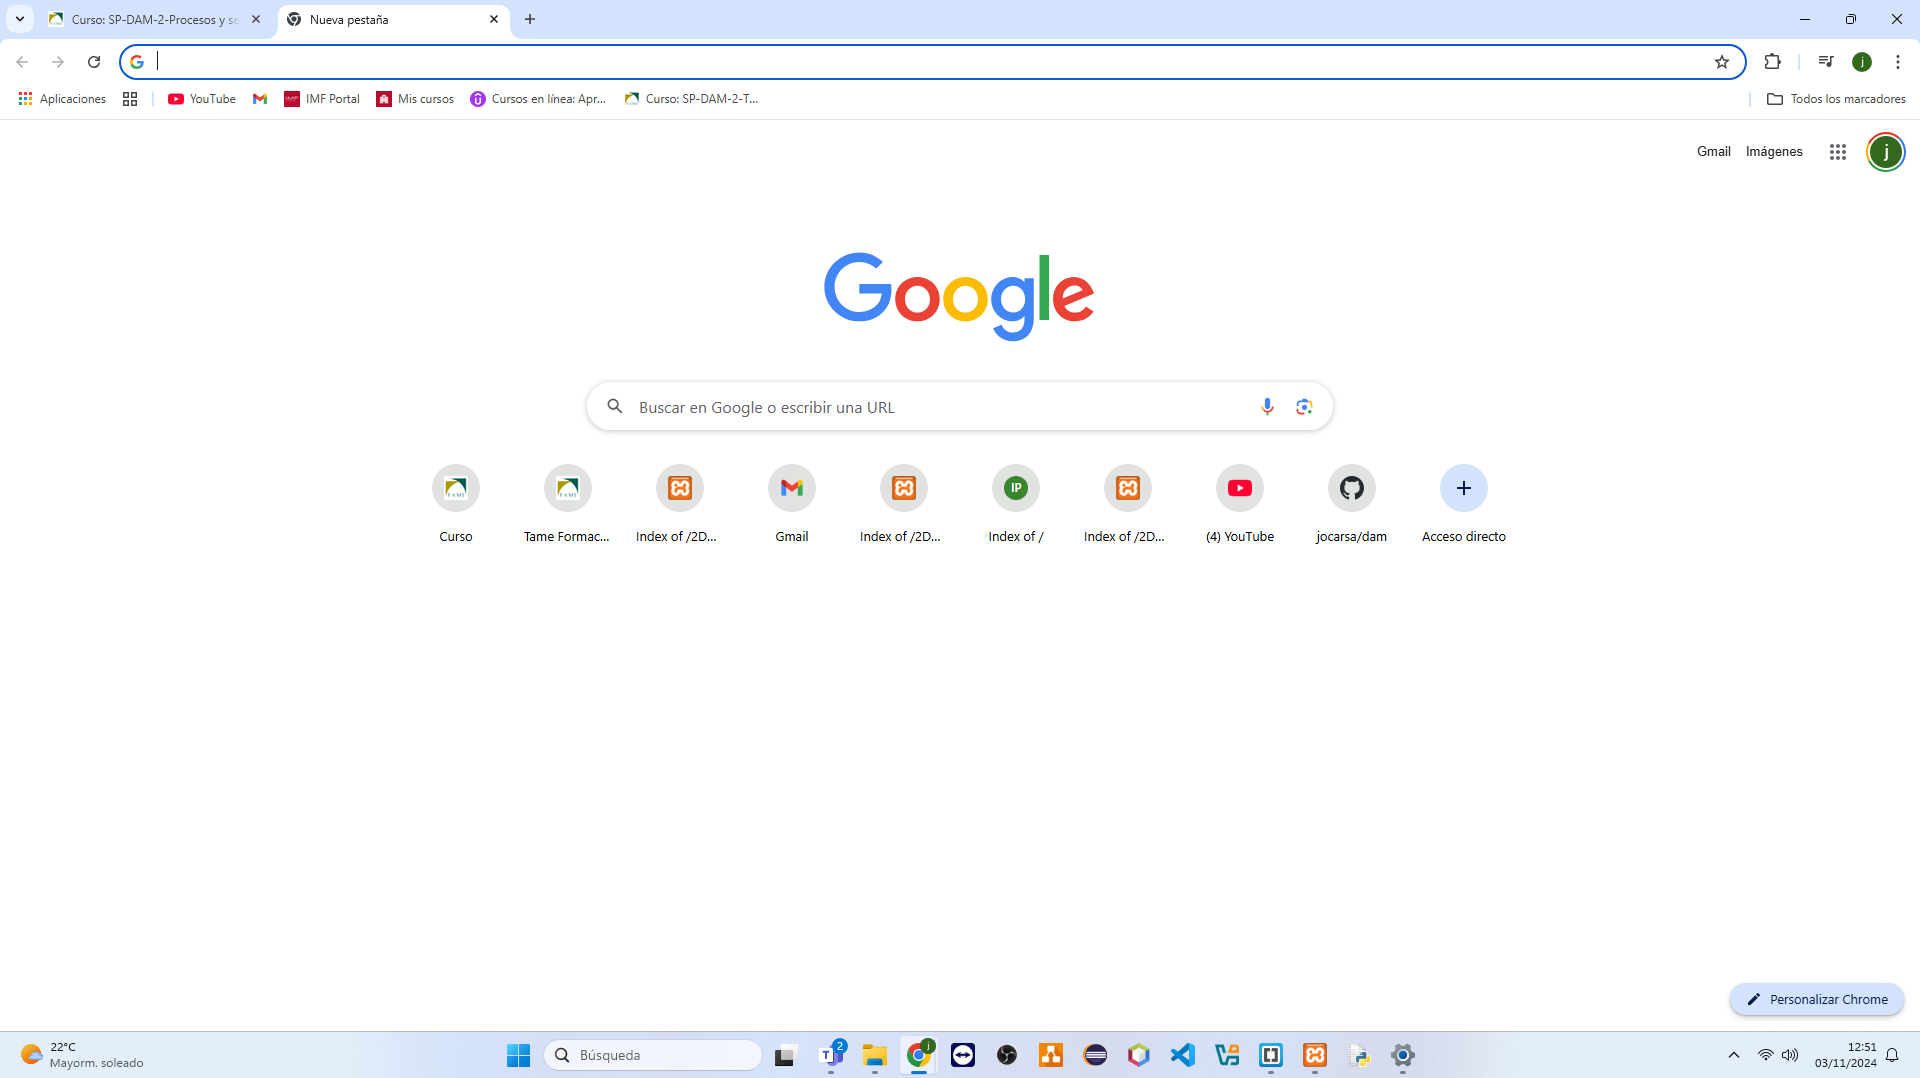 Curso: SP-DAM-2-Procesos y se
Nueva pestaña
Aplicaciones
YouTube
IMF Portal
Mis cursos
Cursos en línea: Apr...
Curso: SP-DAM-2-T...
Todos los marcadores
Gmail
Imágenes
j
Google
Buscar en Google o escribir una URL
IP
Curso
Tame Formac...
Index of /2D...
Gmail
Index of /2D...
Index of /
Index of /2D...
(4) YouTube
jocarsa/dam
Acceso directo
Personalizar Chrome
22°C
Mayorm. soleado
Búsqueda
2
12:51
03/11/2024